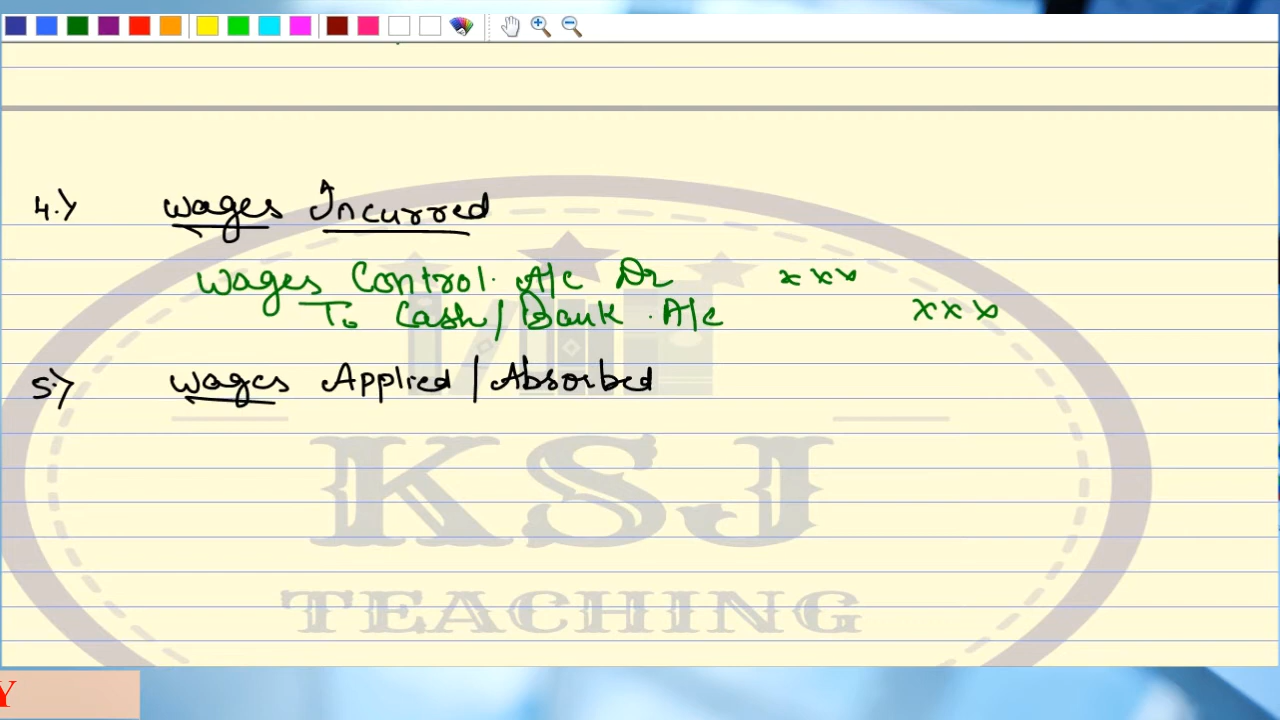 4.) Wages Incurred
Wages Control A/c Dr xxx
To Cash/Bank A/c xxx
5.) Wages Applied / Absorbed
KSJ
TEACHING
Y